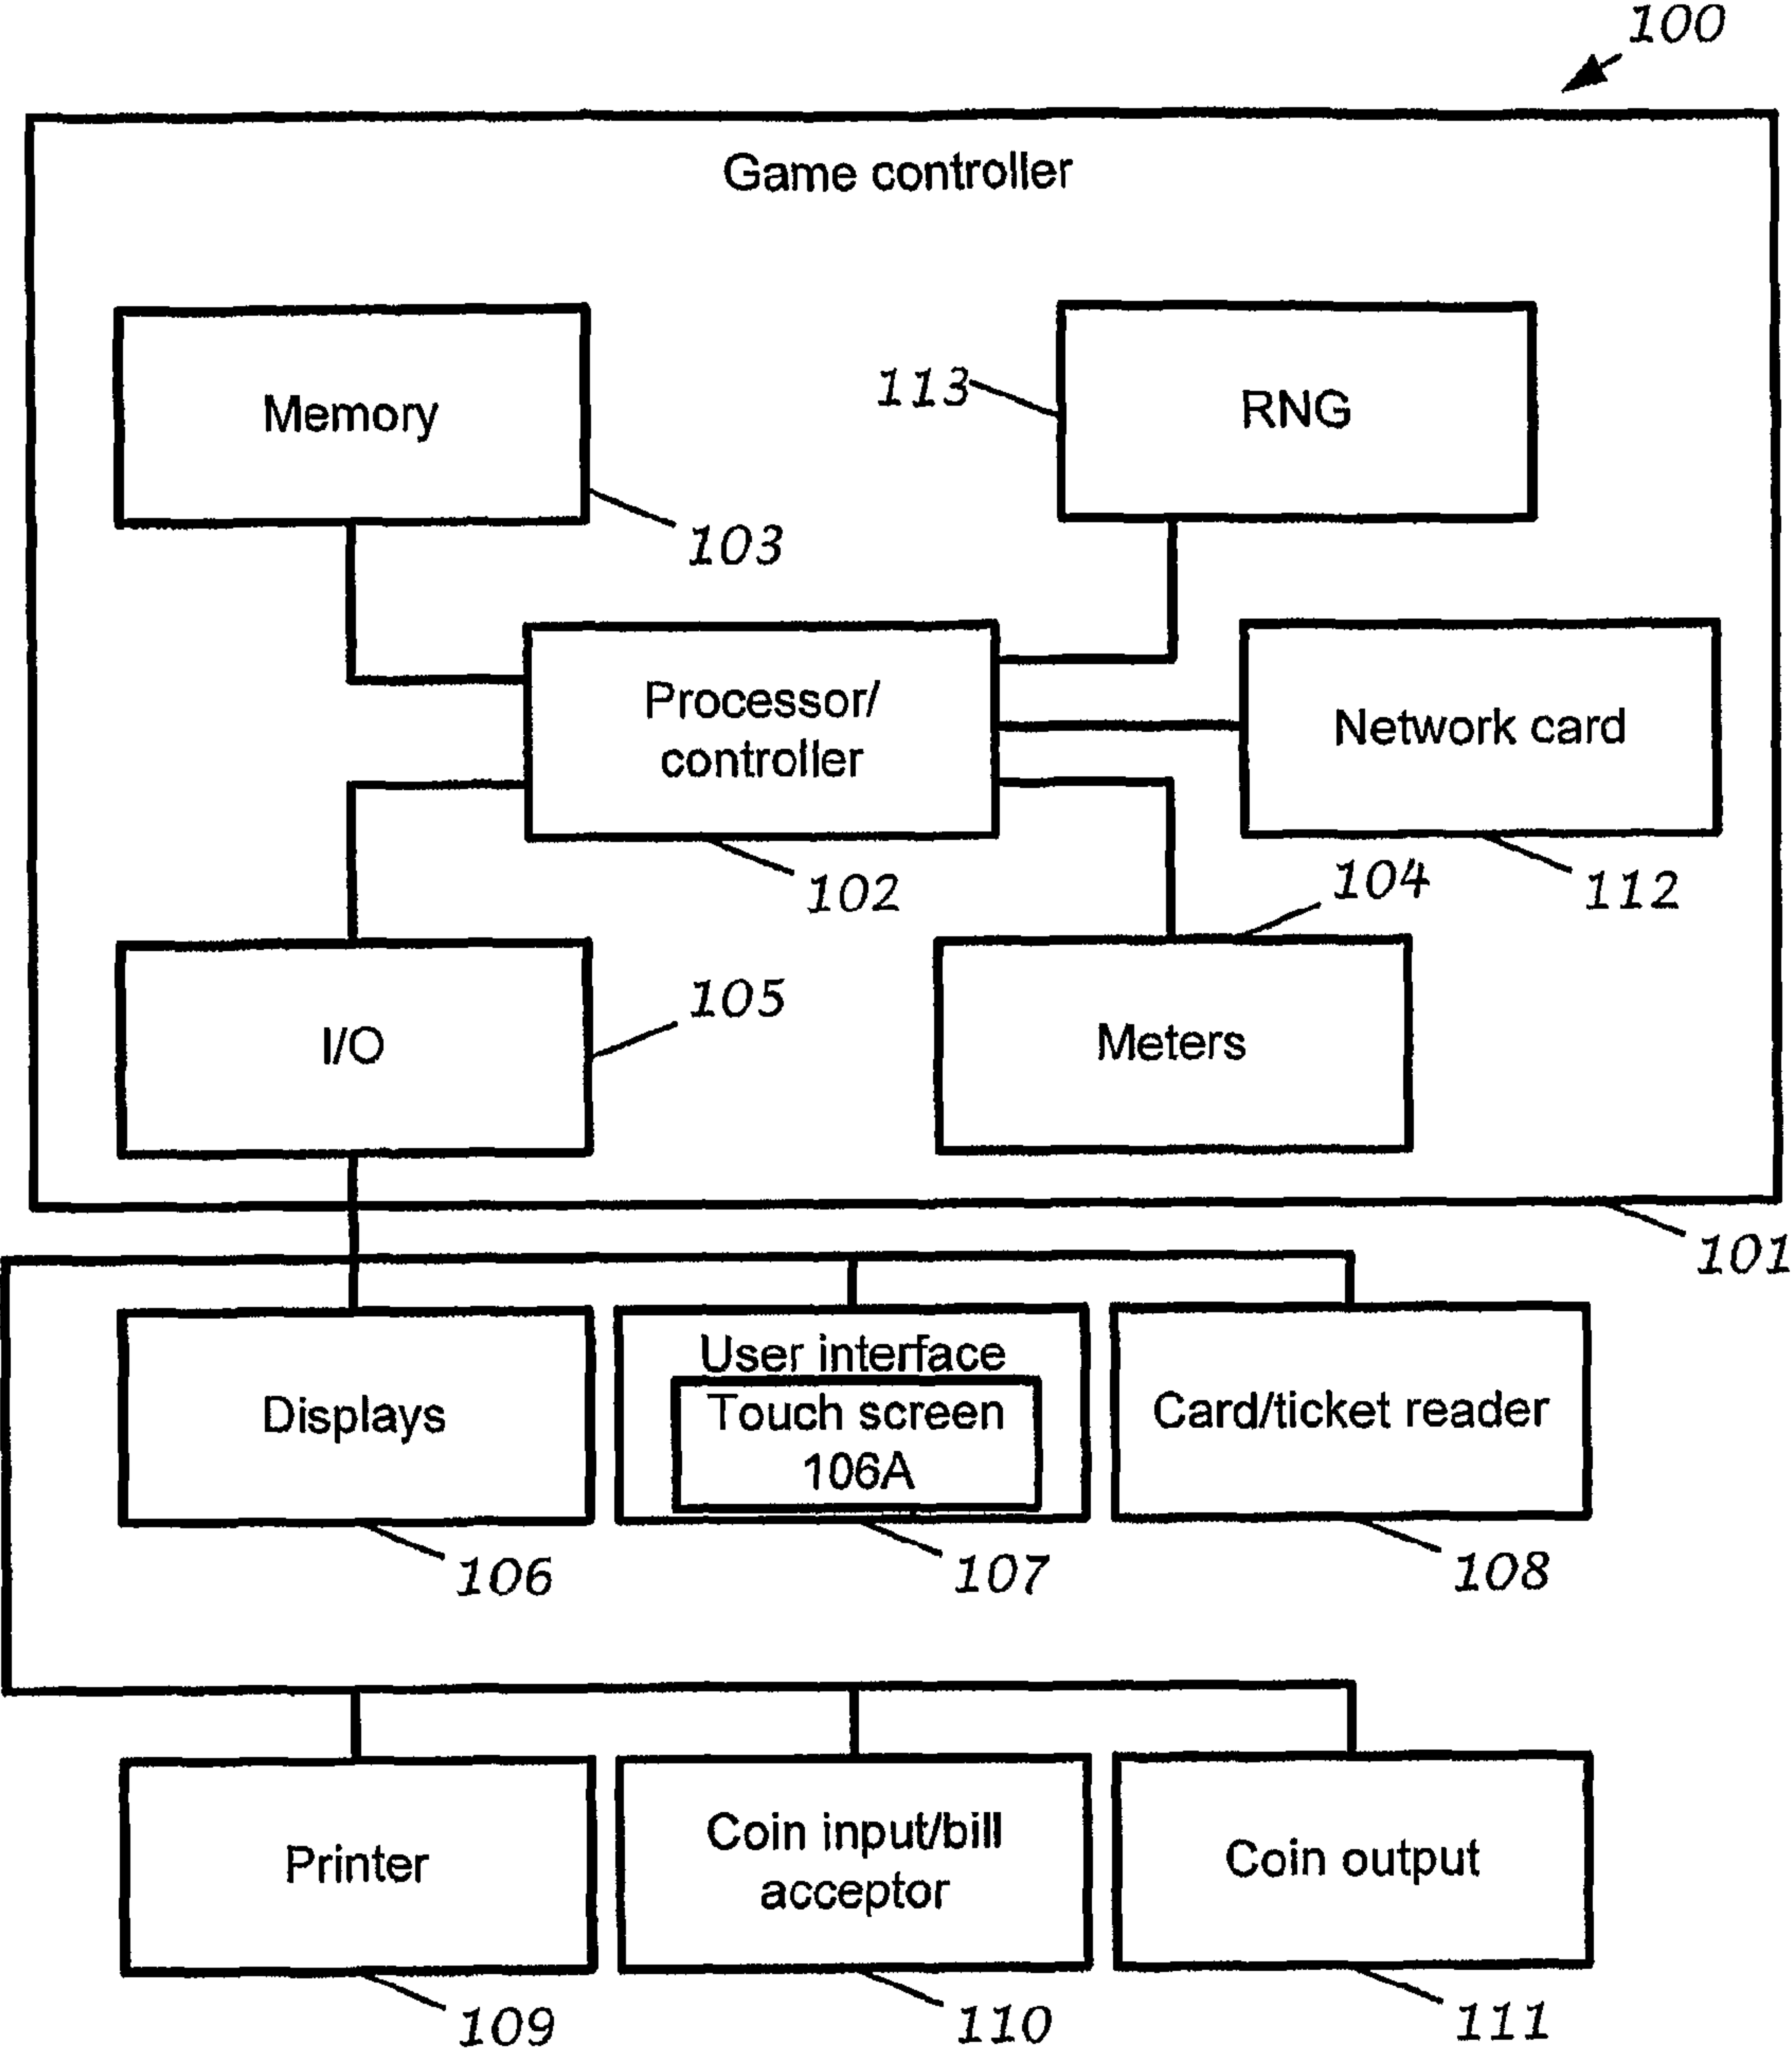 100
Game controller
Memory
113
RNG
103
Processor/
controller
Network card
102
104
112
I/O
105
Meters
101
Displays
User interface
Touch screen
106A
Card/ticket reader
106
107
108
Printer
Coin input/bill
acceptor
Coin output
109
110
111